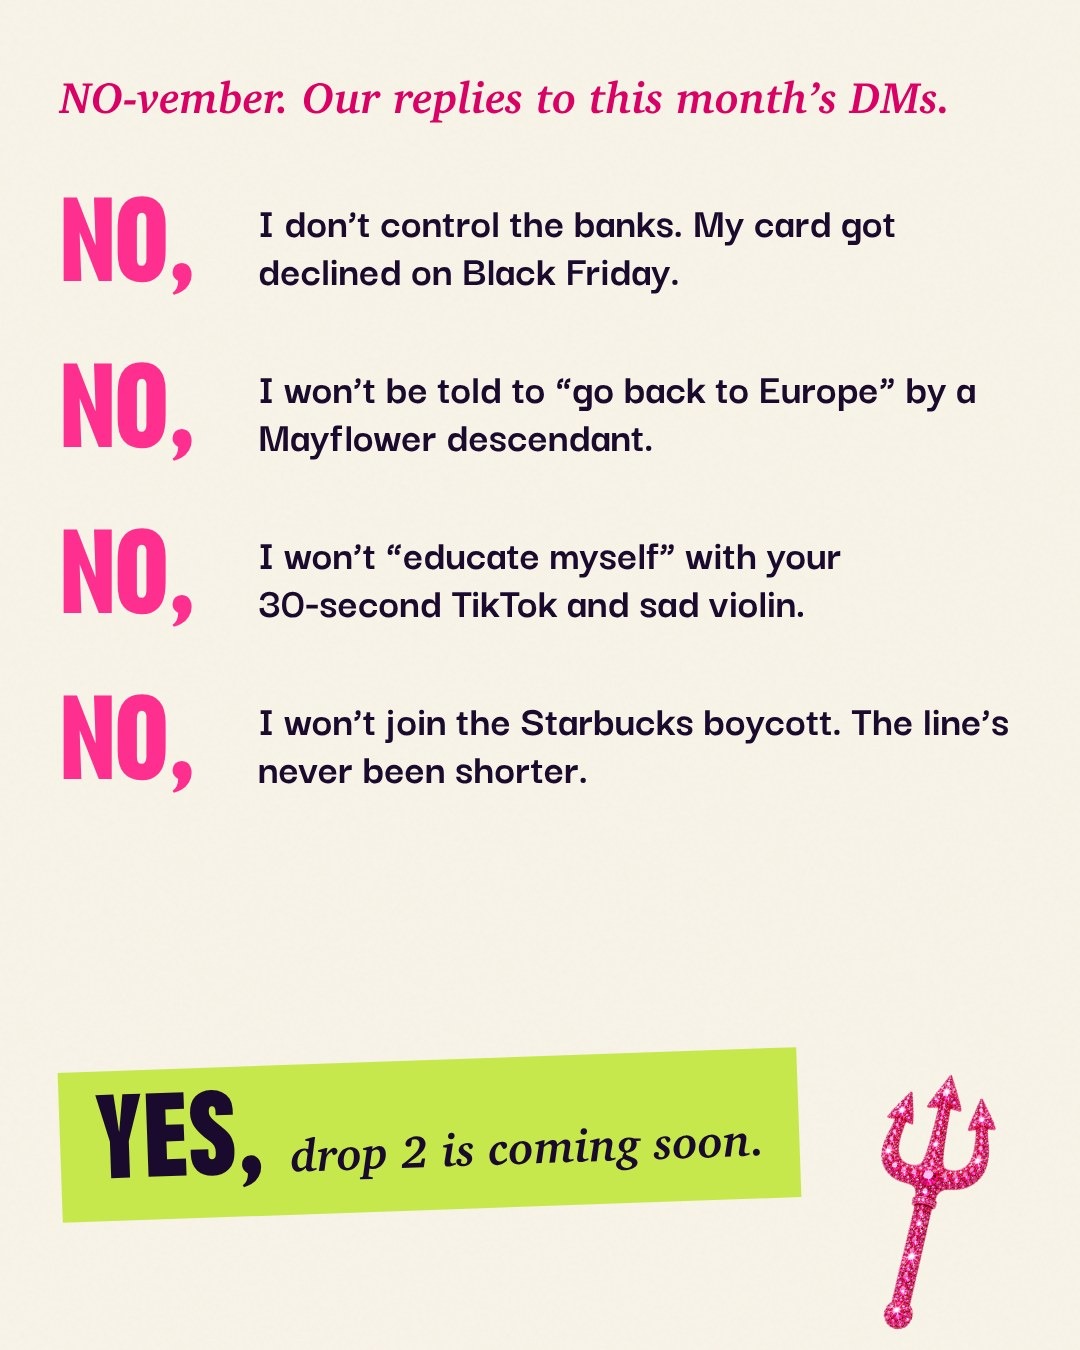 NO-vember. Our replies to this month’s DMs.
NO,
I don’t control the banks. My card got
declined on Black Friday.
NO,
I won’t be told to “go back to Europe” by a
Mayflower descendant.
NO,
I won’t “educate myself” with your
30-second TikTok and sad violin.
NO,
I won’t join the Starbucks boycott. The line’s
never been shorter.
YES, drop 2 is coming soon.